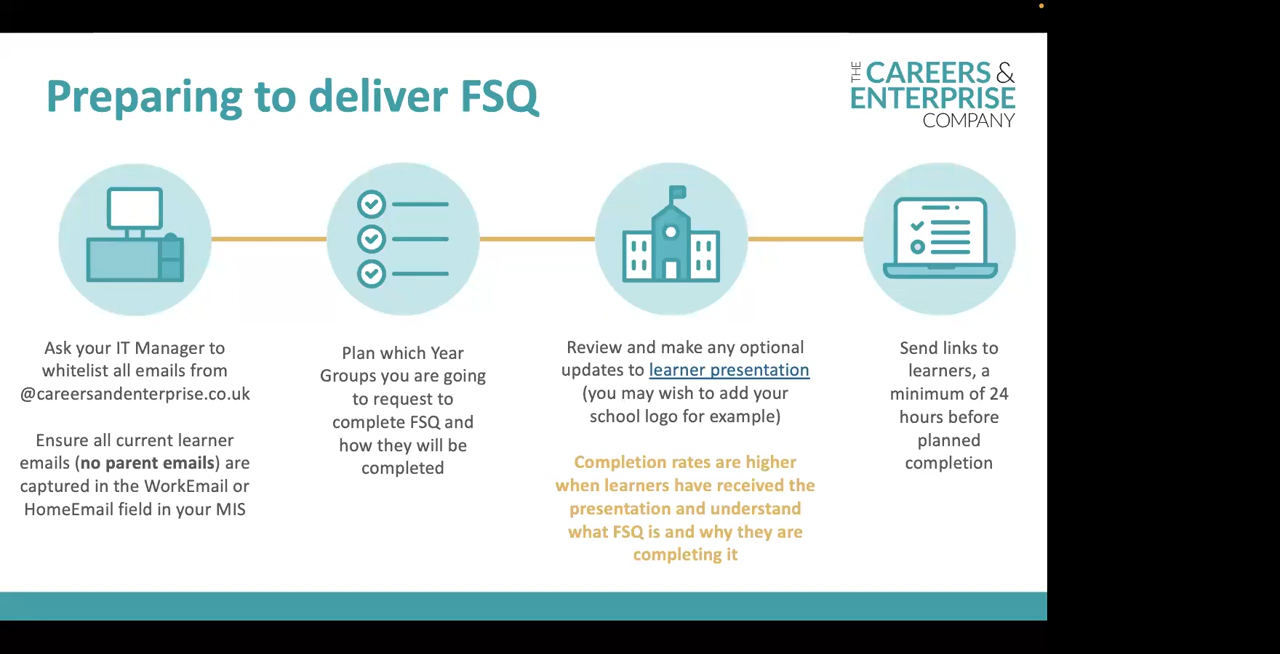 Preparing to deliver FSQ
THE CAREERS &
ENTERPRISE
COMPANY
Ask your IT Manager to
whitelist all emails from
@careersandenterprise.co.uk
Ensure all current learner
emails (no parent emails) are
captured in the WorkEmail or
HomeEmail field in your MIS
Plan which Year
Groups you are going
to request to
complete FSQ and
how they will be
completed
Review and make any optional
updates to learner presentation
(you may wish to add your
school logo for example)
Completion rates are higher
when learners have received the
presentation and understand
what FSQ is and why they are
completing it
Send links to
learners, a
minimum of 24
hours before
planned
completion